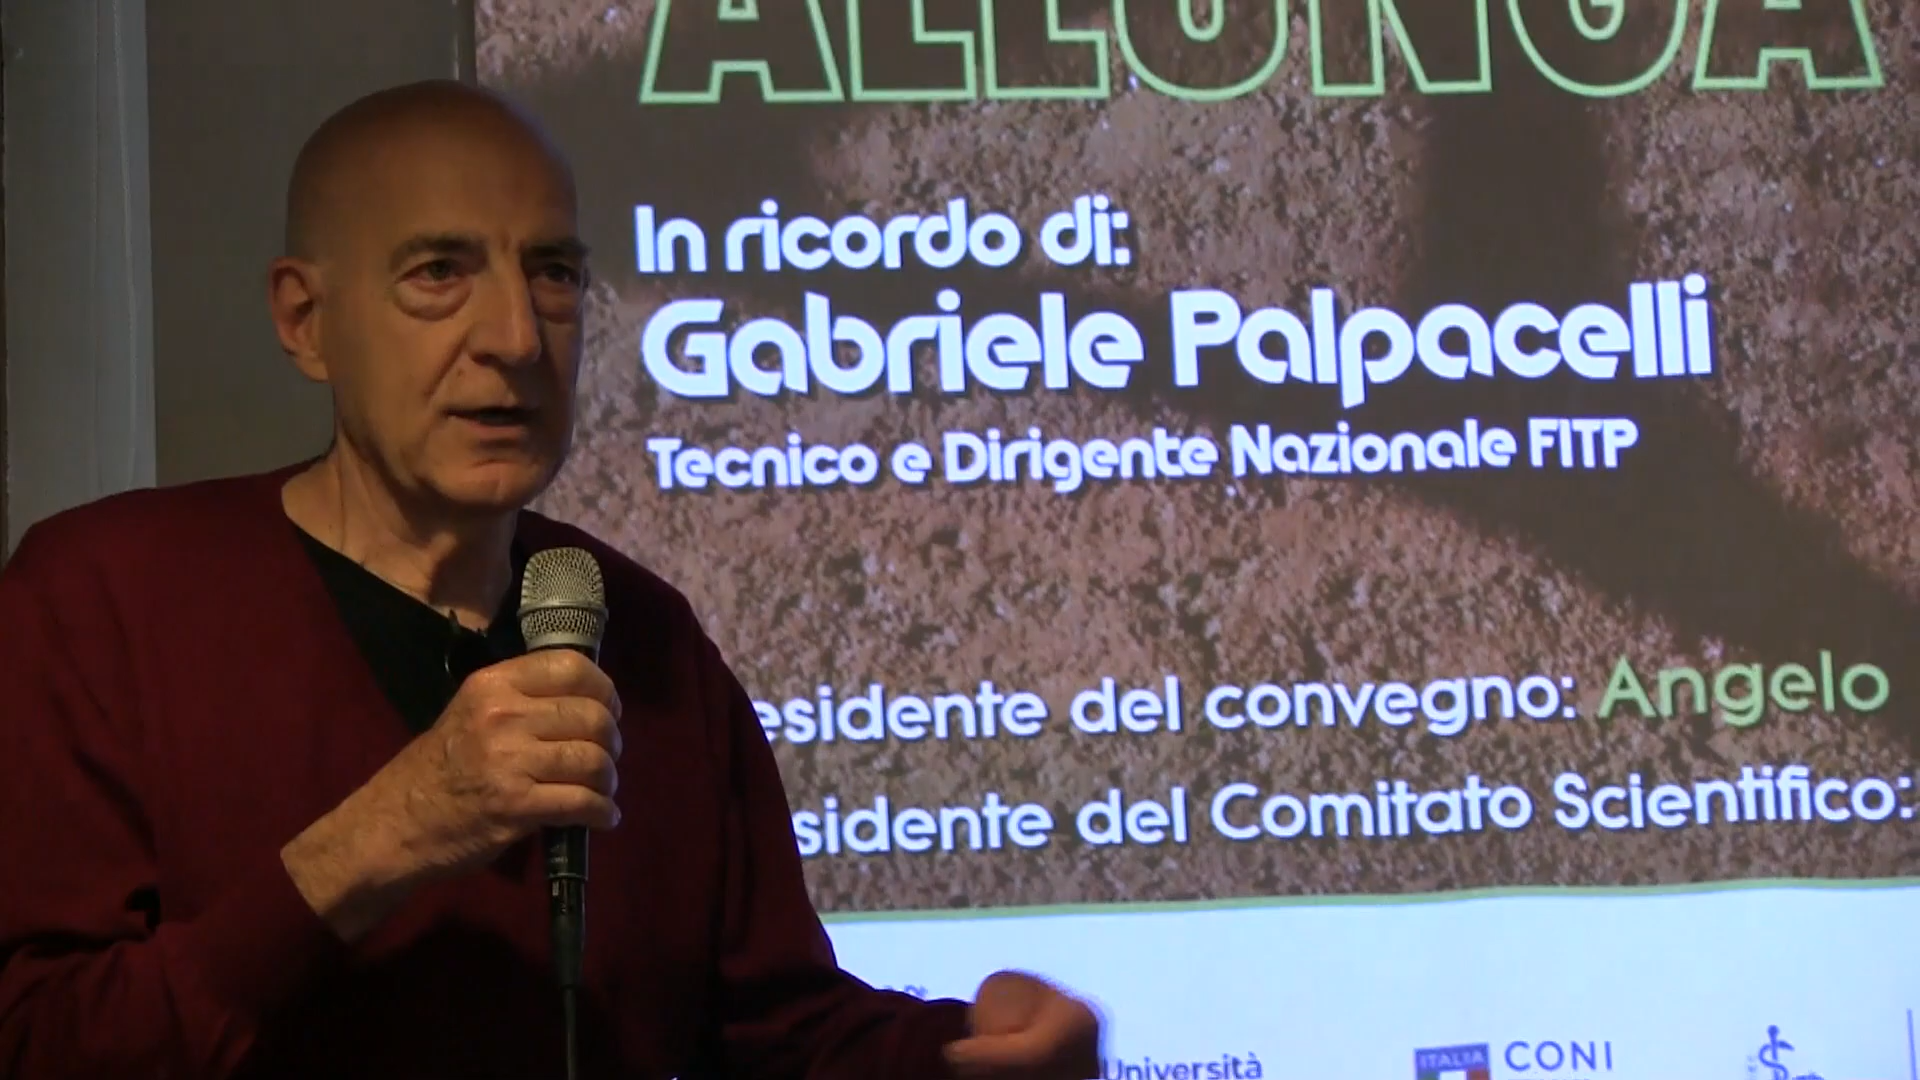 ALLUNGA
In ricordo di:
Gabriele Palpacelli
Tecnico e Dirigente Nazionale FITP
esidente del convegno: Angelo
sidente del Comitato Scientifico:
Università
ITALIA
CONI